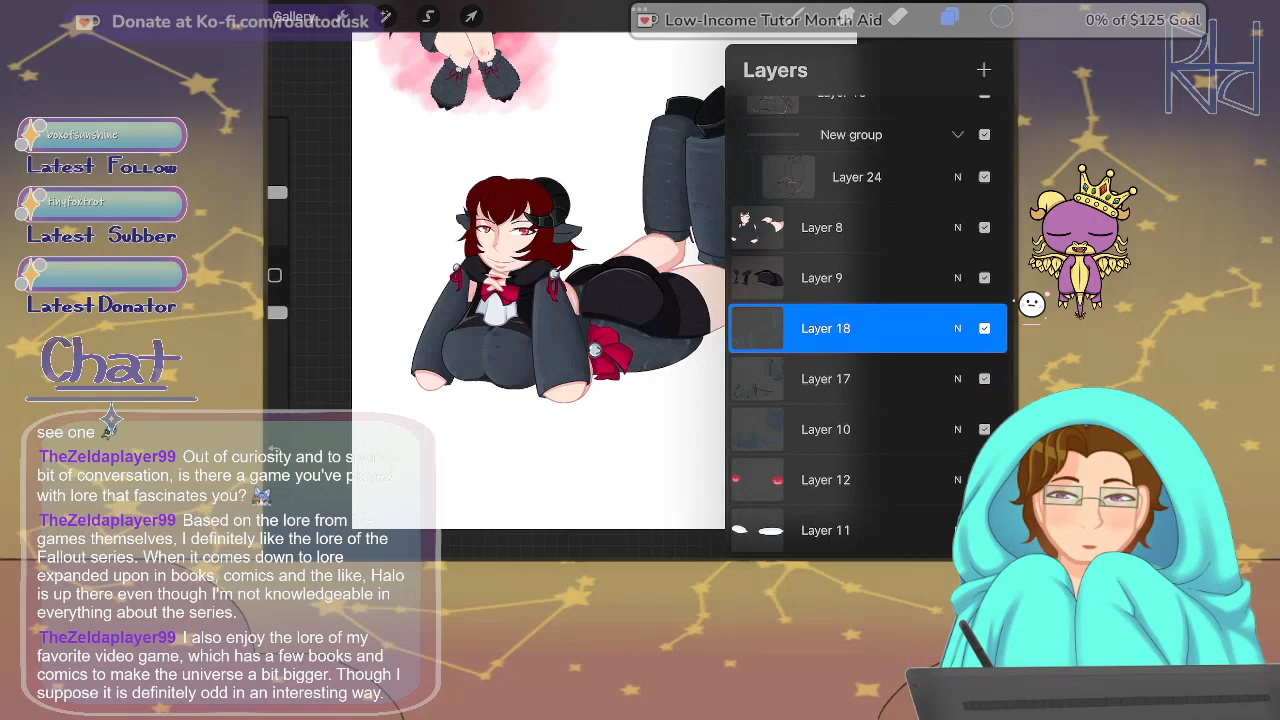 Donate at Ko-fi.com/roadtodusk
Gallery
Low-Income Tutor Month Aid
0% of $125 Goal
RHD
boxofsunshine
Latest Follow
tinyfoxtrot
Latest Subber
Latest Donator
Chat
see one
TheZeldaplayer99 Out of curiosity and to
bit of conversation, is there a game you've played
with lore that fascinates you?
TheZeldaplayer99 Based on the lore from the
games themselves, I definitely like the lore of the
Fallout series. When it comes down to lore
expanded upon in books, comics and the like, Halo
is up there even though I'm not knowledgeable in
everything about the series.
TheZeldaplayer99 I also enjoy the lore of my
favorite video game, which has a few books and
comics to make the universe a bit bigger. Though I
suppose it is definitely odd in an interesting way.
Layers
New group
Layer 24 N
Layer 8 N
Layer 9 N
Layer 18 N
Layer 17 N
Layer 10 N
Layer 12 N
Layer 11